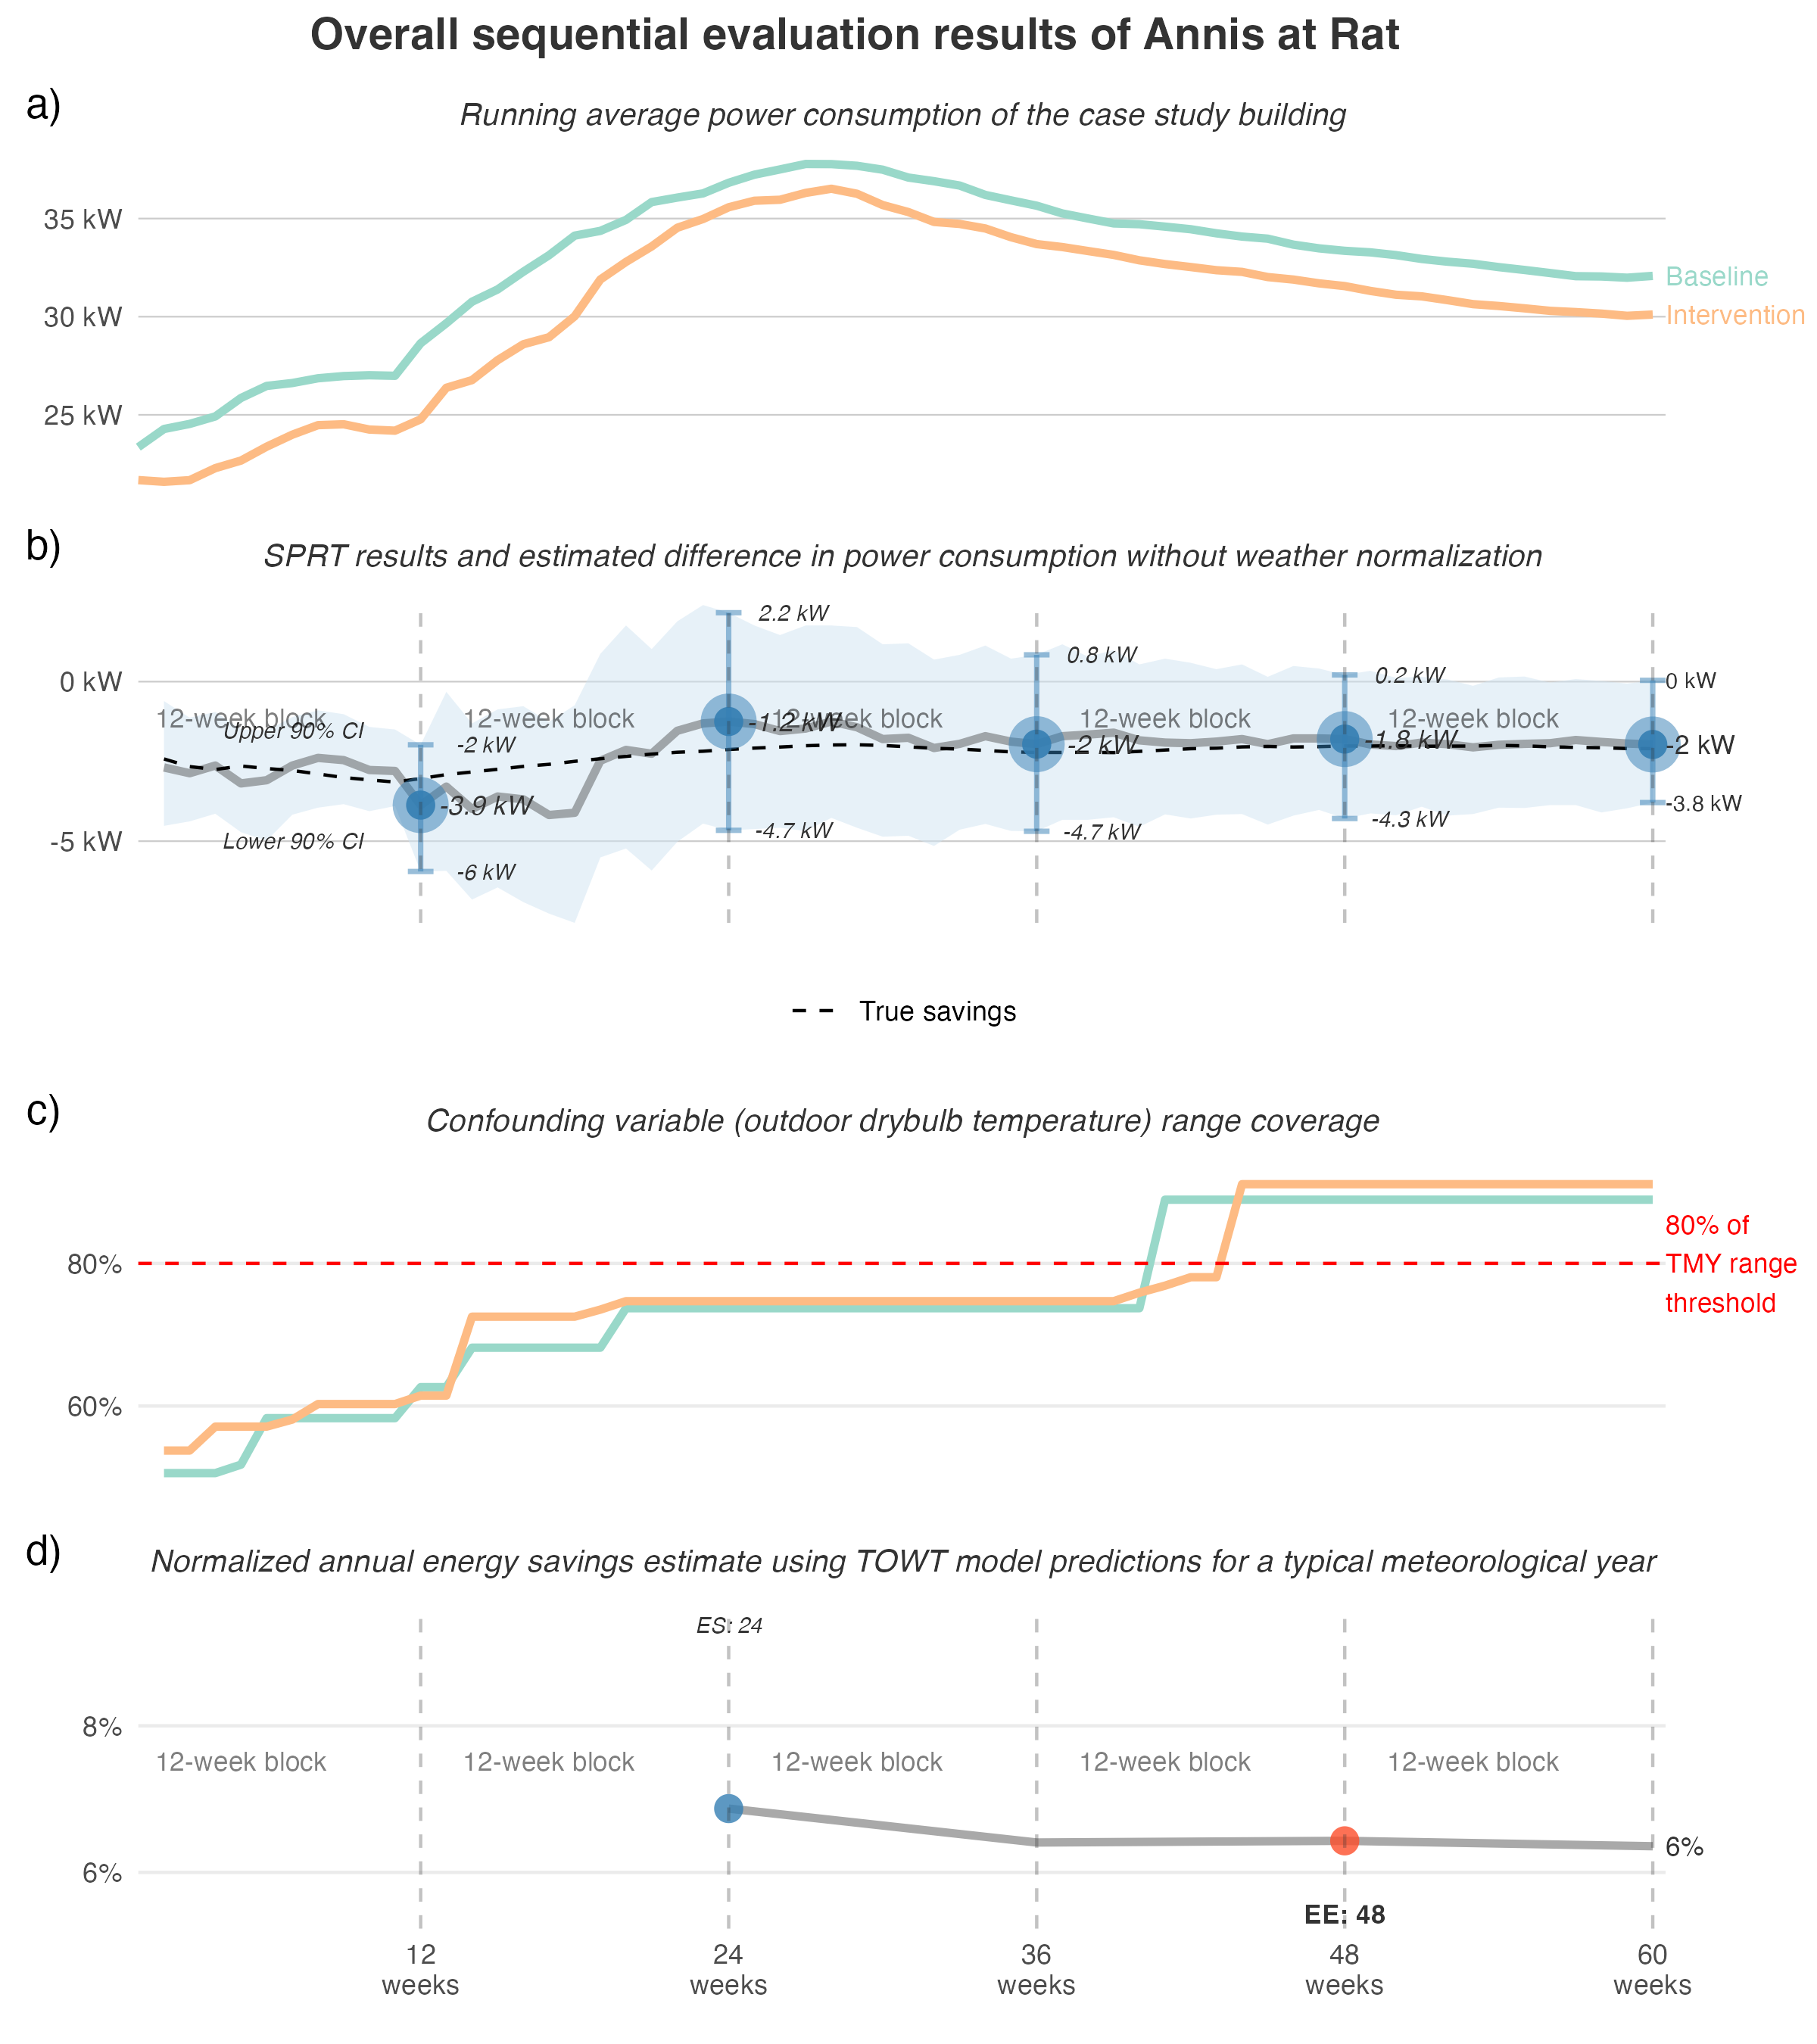 Overall sequential evaluation results of Annis at Rat
a)
Running average power consumption of the case study building
35 kW
30 kW
25 kW
Baseline
Intervention
b)
SPRT results and estimated difference in power consumption without weather normalization
0 kW
-5 kW
12-week block
12-week block
12-week block
12-week block
12-week block
Upper 90% CI
Lower 90% CI
-2 kW
-3.9 kW
-6 kW
2.2 kW
-1.2 kW
-4.7 kW
0.8 kW
-2 kW
-4.7 kW
0.2 kW
-1.8 kW
-4.3 kW
0 kW
-2 kW
-3.8 kW
True savings
c)
Confounding variable (outdoor drybulb temperature) range coverage
80%
60%
80% of
TMY range
threshold
d)
Normalized annual energy savings estimate using TOWT model predictions for a typical meteorological year
ES: 24
8%
6%
12-week block
12-week block
12-week block
12-week block
12-week block
6%
EE: 48
12
weeks
24
weeks
36
weeks
48
weeks
60
weeks